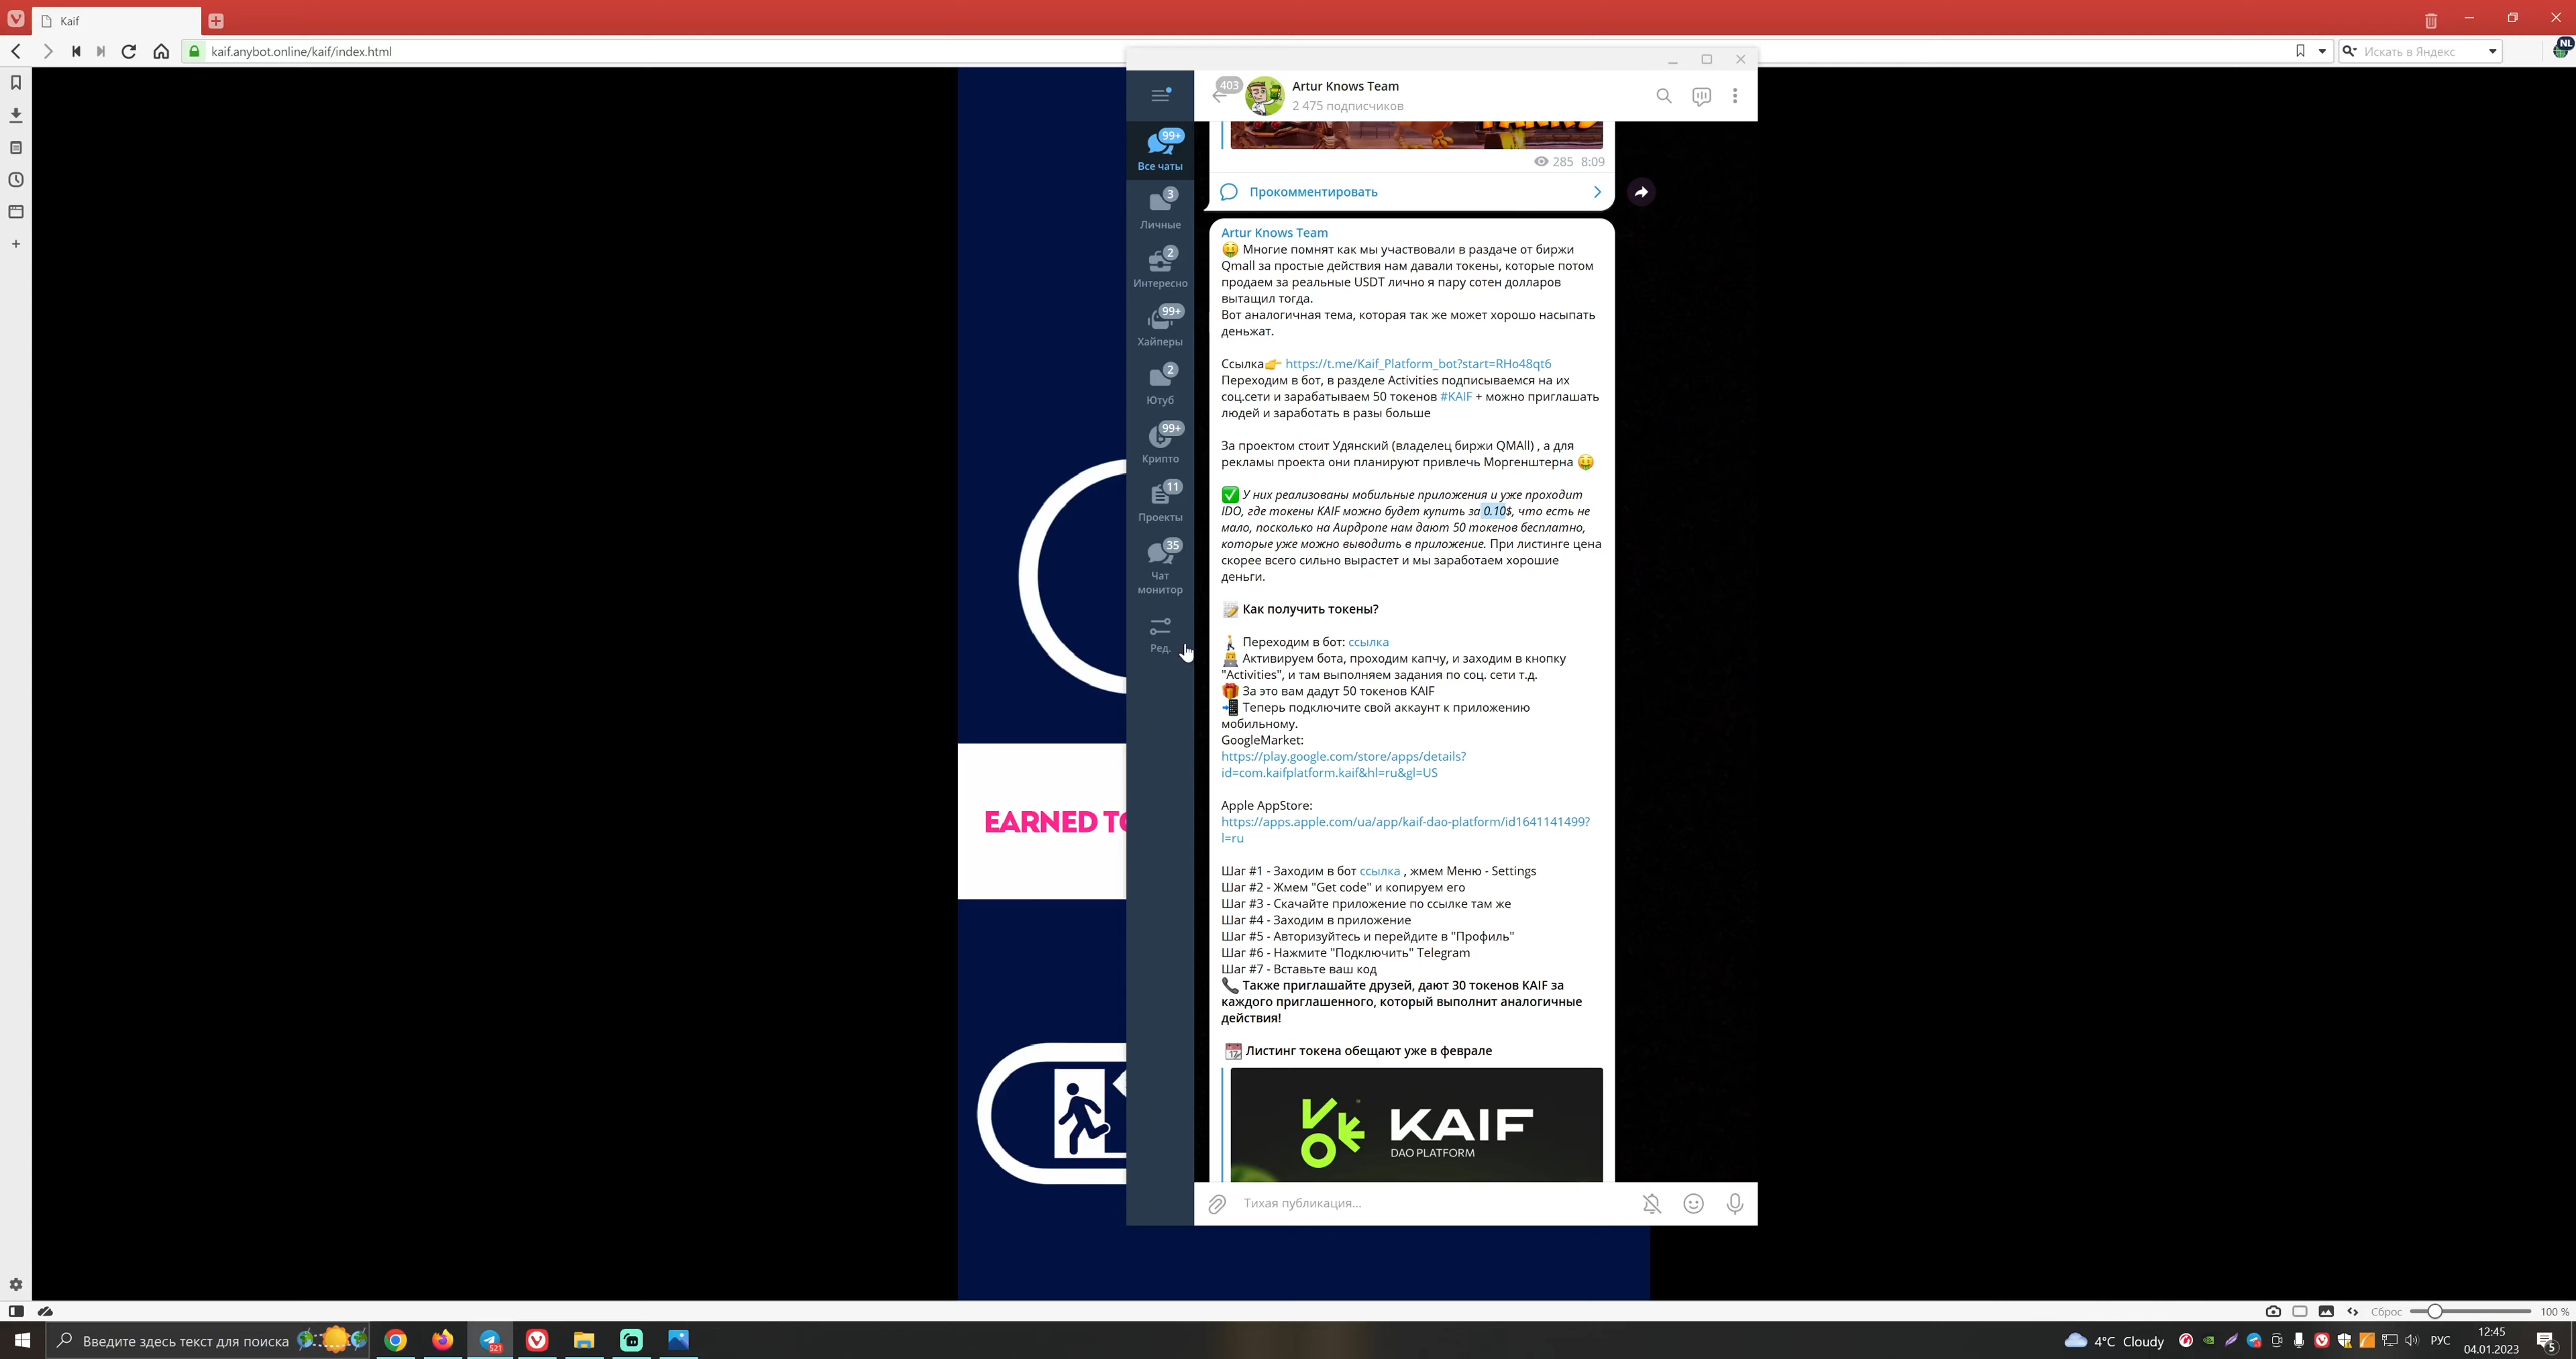 Kaif
kaif.anybot.online/kaif/index.html
Искать в Яндекс
NL
403
Artur Knows Team
2 475 подписчиков
99+
Все чаты
3
Личные
2
Интересно
99+
Хайперы
2
Ютуб
99+
Крипто
11
Проекты
35
Чат
монитор
Ред.
285 8:09
Прокомментировать
Artur Knows Team
Многие помнят как мы участвовали в раздаче от биржи
Qmall за простые действия нам давали токены, которые потом
продаем за реальные USDT лично я пару сотен долларов
вытащил тогда.
Вот аналогичная тема, которая так же может хорошо насыпать
деньжат.
Ссылка👉 https://t.me/Kaif_Platform_bot?start=RHo48qt6
Переходим в бот, в разделе Activities подписываемся на их
соц.сети и зарабатываем 50 токенов #KAIF + можно приглашать
людей и заработать в разы больше
За проектом стоит Удянский (владелец биржи QMAll) , а для
рекламы проекта они планируют привлечь Моргенштерна
У них реализованы мобильные приложения и уже проходит
IDO, где токены KAIF можно будет купить за 0.10$, что есть не
мало, поскольку на Аирдропе нам дают 50 токенов бесплатно,
которые уже можно выводить в приложение. При листинге цена
скорее всего сильно вырастет и мы заработаем хорошие
деньги.
Как получить токены?
Переходим в бот: ссылка
Активируем бота, проходим капчу, и заходим в кнопку
"Activities", и там выполняем задания по соц. сети т.д.
За это вам дадут 50 токенов KAIF
Теперь подключите свой аккаунт к приложению
мобильному.
GoogleMarket:
https://play.google.com/store/apps/details?
id=com.kaifplatform.kaif&hl=ru&gl=US
Apple AppStore:
https://apps.apple.com/ua/app/kaif-dao-platform/id1641141499?
l=ru
Шаг #1 - Заходим в бот ссылка , жмем Меню - Settings
Шаг #2 - Жмем "Get code" и копируем его
Шаг #3 - Скачайте приложение по ссылке там же
Шаг #4 - Заходим в приложение
Шаг #5 - Авторизуйтесь и перейдите в "Профиль"
Шаг #6 - Нажмите "Подключить" Telegram
Шаг #7 - Вставьте ваш код
Также приглашайте друзей, дают 30 токенов KAIF за
каждого приглашенного, который выполнит аналогичные
действия!
Листинг токена обещают уже в феврале
KAIF
DAO PLATFORM
Тихая публикация...
EARNED TO
Сброс
100 %
Введите здесь текст для поиска
521
4°C Cloudy
РУС
12:45
04.01.2023
5